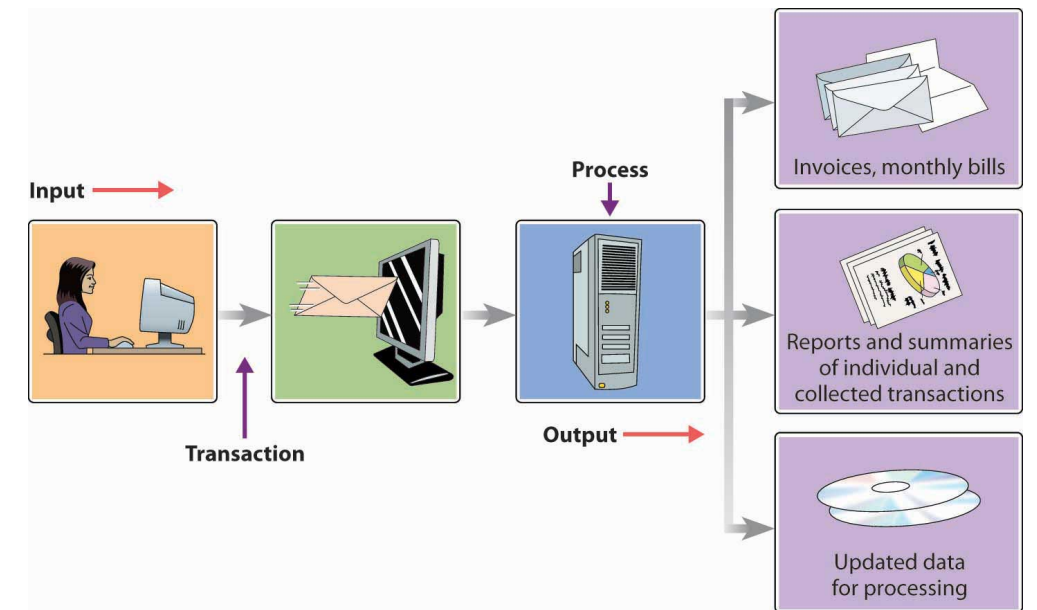 Input
Transaction
Process
Output
Invoices, monthly bills
Reports and summaries
of individual and
collected transactions
Updated data
for processing